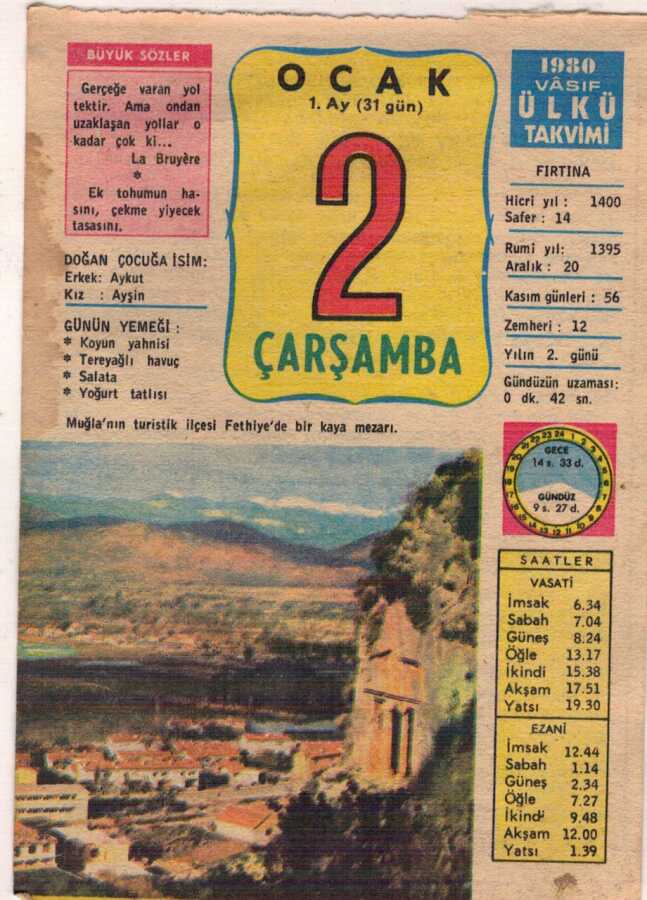 BÜYÜK SÖZLER
Gerçeğe varan yol
tektir. Ama ondan
uzaklaşan yollar o
kadar çok ki...
La Bruyère
*
Ek tohumun ha-
sını, çekme yiyecek
tasasını.
DOĞAN ÇOCUĞA İSİM:
Erkek: Aykut
Kız : Ayşin
GÜNÜN YEMEĞİ :
* Koyun yahnisi
* Tereyağlı havuç
* Salata
* Yoğurt tatlısı
OCAK
1. Ay (31 gün)
2
ÇARŞAMBA
1980
VÂSIF
ÜLKÜ
TAKVİMİ
FIRTINA
Hicri yıl : 1400
Safer : 14
Rumi yıl: 1395
Aralık : 20
Kasım günleri : 56
Zemheri : 12
Yılın 2. günü
Gündüzün uzaması:
0 dk. 42 sn.
Muğla'nın turistik ilçesi Fethiye'de bir kaya mezarı.
GECE
14 s. 33 d.
GÜNDÜZ
9 s. 27 d.
SAATLER
VASATİ
İmsak 6.34
Sabah 7.04
Güneş 8.24
Öğle 13.17
İkindi 15.38
Akşam 17.51
Yatsı 19.30
EZANİ
İmsak 12.44
Sabah 1.14
Güneş 2.34
Öğle 7.27
İkindi 9.48
Akşam 12.00
Yatsı 1.39